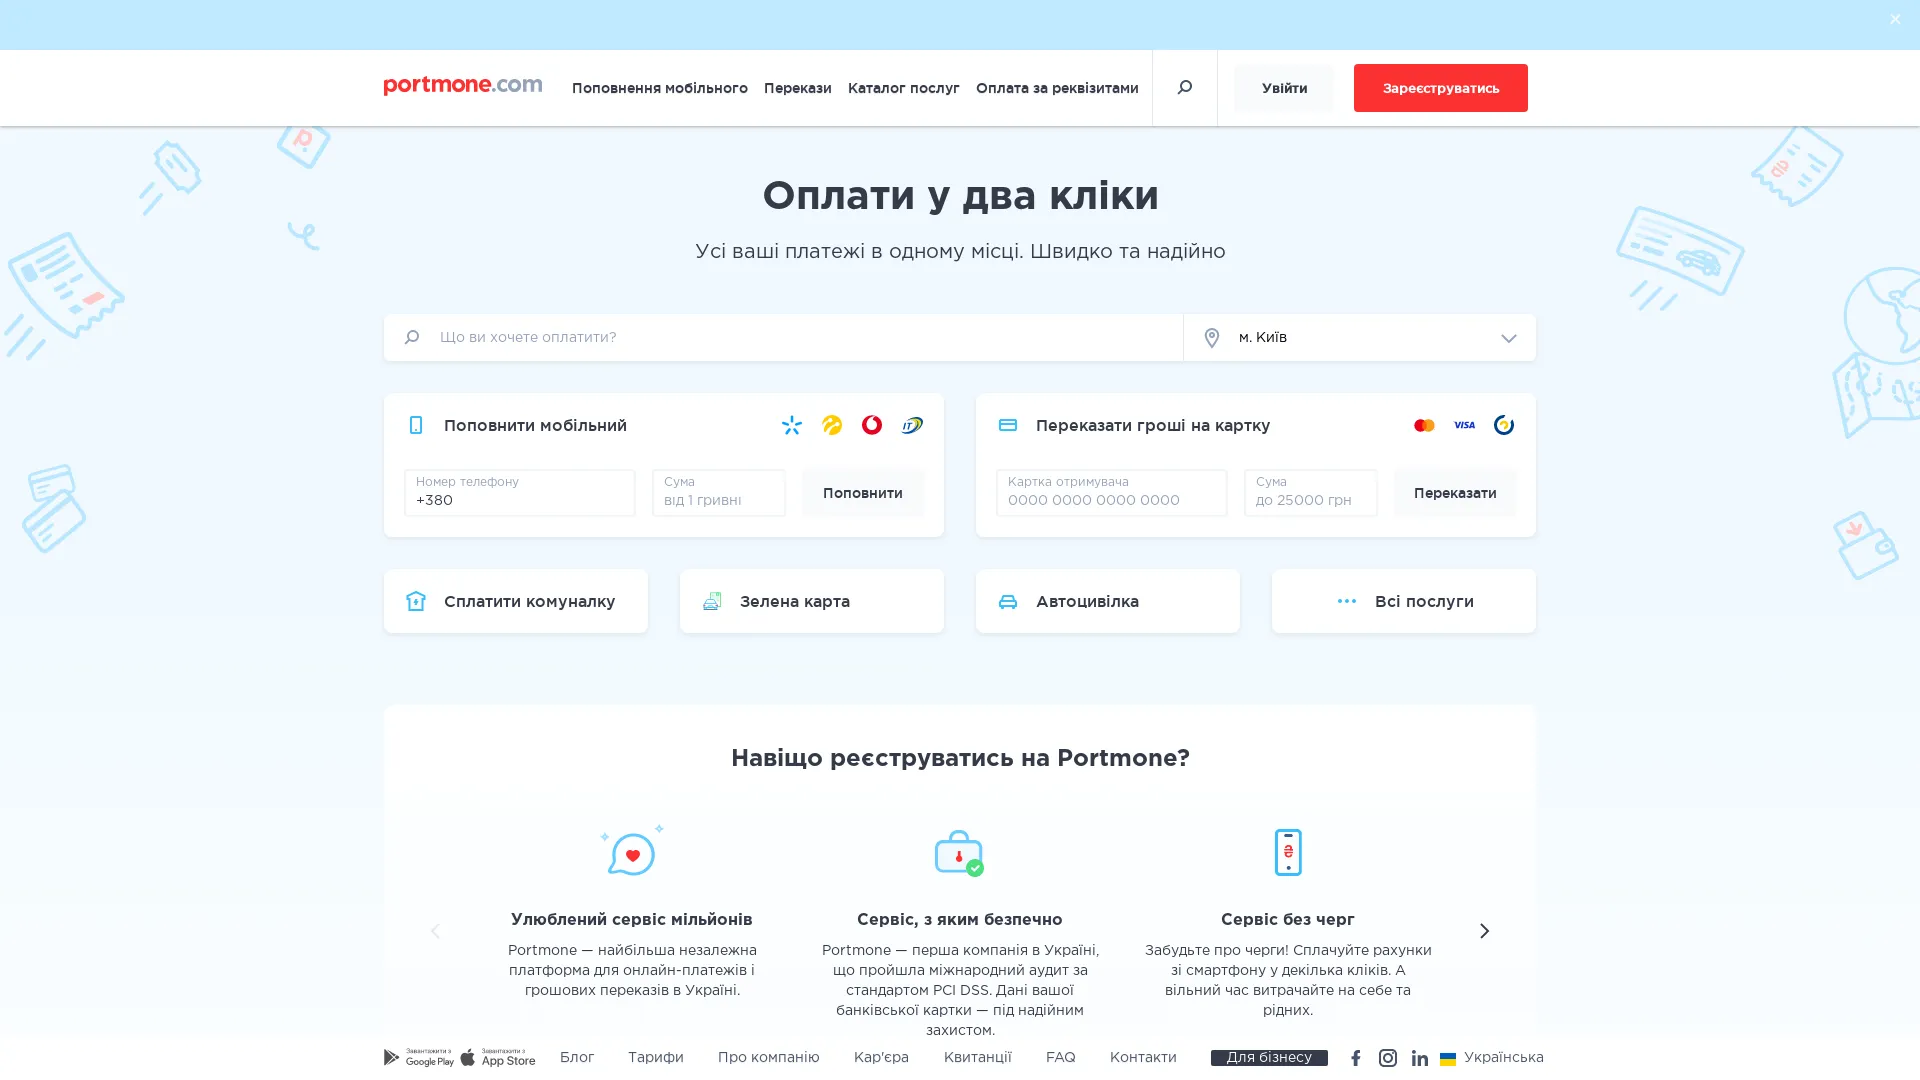 portmone.com
Поповнення мобільного
Перекази
Каталог послуг
Оплата за реквізитами
Увійти
Зареєструватись
Оплати у два кліки
Усі ваші платежі в одному місці. Швидко та надійно
Що ви хочете оплатити?
м. Київ
Поповнити мобільний
Номер телефону
+380
Сума
від 1 гривні
Поповнити
Переказати гроші на картку
VISA
Картка отримувача
0000 0000 0000 0000
Сума
до 25000 грн
Переказати
Сплатити комуналку
Зелена карта
Автоцивілка
Всі послуги
Навіщо реєструватись на Portmone?
Улюблений сервіс мільйонів
Portmone — найбільша незалежна
платформа для онлайн-платежів і
грошових переказів в Україні.
Сервіс, з яким безпечно
Portmone — перша компанія в Україні,
що пройшла міжнародний аудит за
стандартом PCI DSS. Дані вашої
банківської картки — під надійним
захистом.
Сервіс без черг
Забудьте про черги! Сплачуйте рахунки
зі смартфону у декілька кліків. А
вільний час витрачайте на себе та
рідних.
Завантажити з
Google Play
Завантажити з
App Store
Блог
Тарифи
Про компанію
Кар'єра
Квитанції
FAQ
Контакти
Для бізнесу
Українська